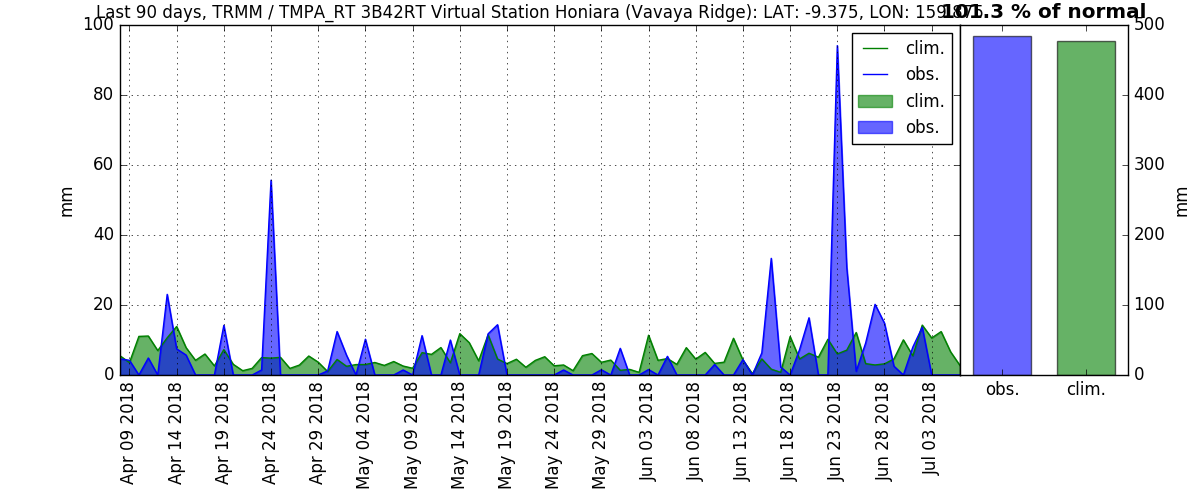 Last 90 days, TRMM / TMPA_RT 3B42RT Virtual Station Honiara (Vavaya Ridge): LAT: -9.375, LON:
101.3 % of normal
100
80
60
40
20
0
mm
clim.
obs.
clim.
obs.
Apr 09 2018
Apr 14 2018
Apr 19 2018
Apr 24 2018
Apr 29 2018
May 04 2018
May 09 2018
May 14 2018
May 19 2018
May 24 2018
May 29 2018
Jun 03 2018
Jun 08 2018
Jun 13 2018
Jun 18 2018
Jun 23 2018
Jun 28 2018
Jul 03 2018
500
400
300
200
100
0
mm
obs.
clim.